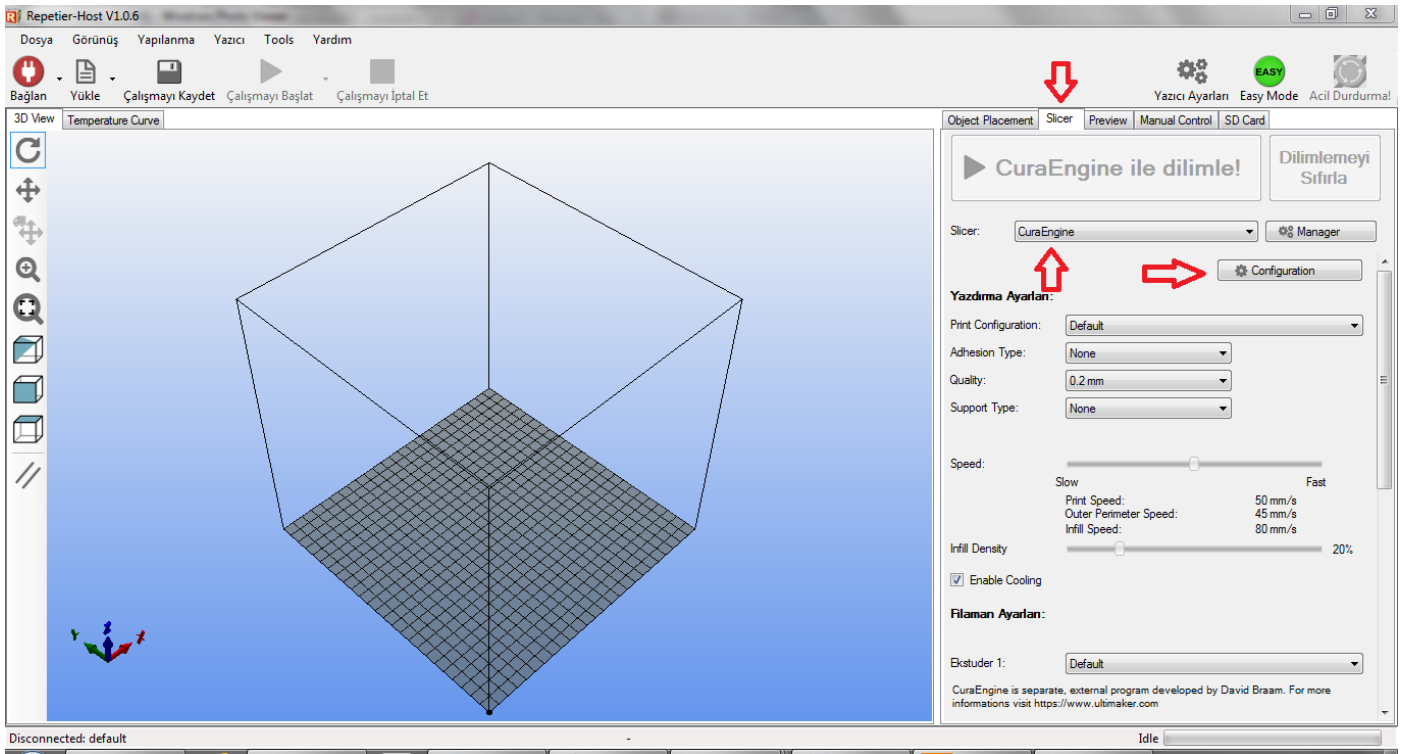 Repetier-Host V1.0.6
Dosya Görünüş Yapılanma Yazıcı Tools Yardım
Bağlan Yükle Çalışmayı Kaydet Çalışmayı Başlat Çalışmayı İptal Et Yazıcı Ayarları EASY Easy Mode Acil Durdurma!
3D View Temperature Curve
Object Placement Slicer Preview Manual Control SD Card
CuraEngine ile dilimle!
Dilimlemeyi
Sıfırla
Slicer: CuraEngine Manager
Configuration
Yazdırma Ayarları:
Print Configuration: Default
Adhesion Type: None
Quality: 0.2 mm
Support Type: None
Speed:
Slow Fast
Print Speed: 50 mm/s
Outer Perimeter Speed: 45 mm/s
Infill Speed: 80 mm/s
Infill Density 20%
Enable Cooling
Filaman Ayarları:
Ekstuder 1: Default
CuraEngine is separate, external program developed by David Braam. For more
informations visit https://www.ultimaker.com
Y Z X
Disconnected: default - Idle